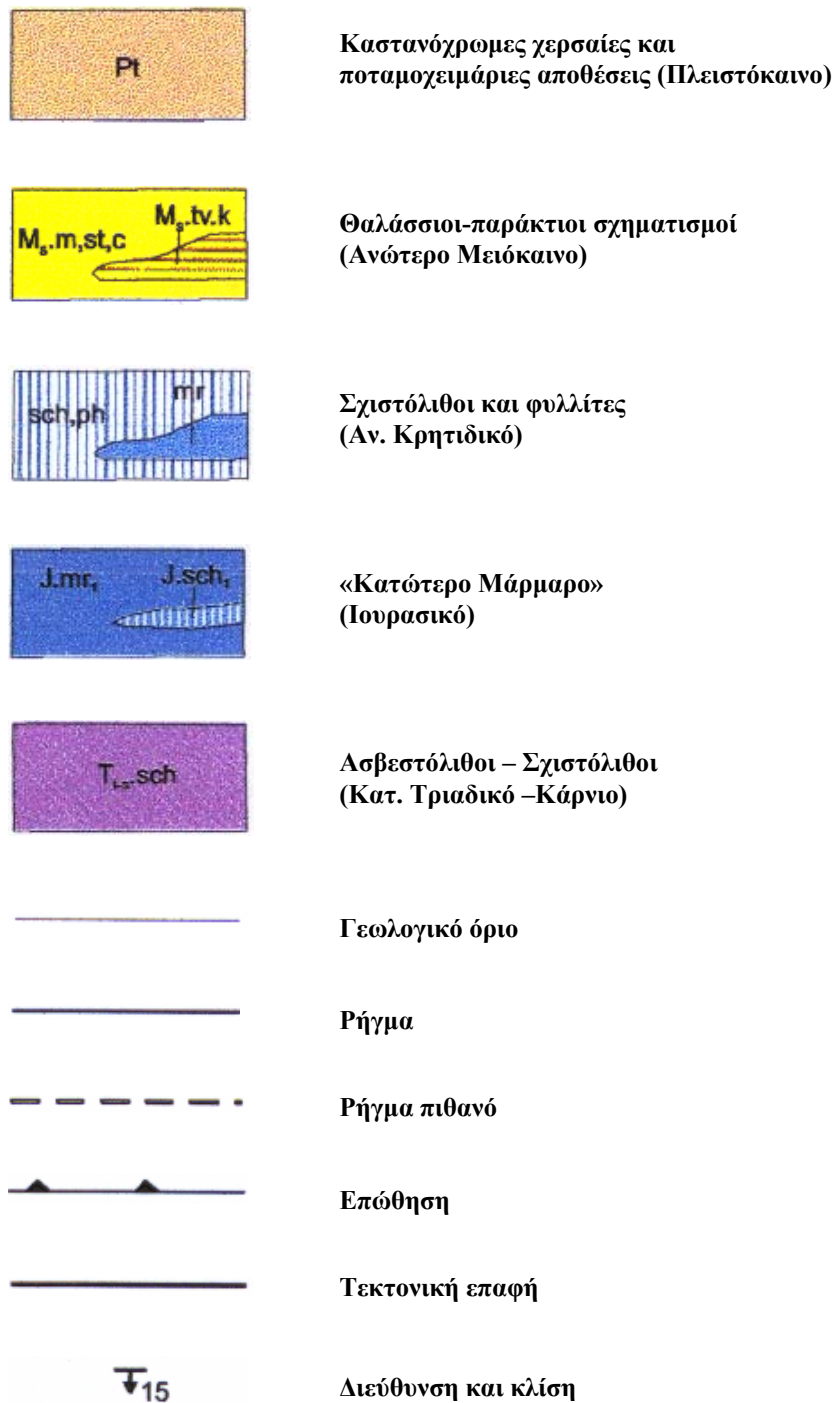 Pt
Καστανόχρωμες χερσαίες και
ποταμοχειμάριες αποθέσεις (Πλειστόκαινο)
Ms.m,st,c
Ms.tv.k
Θαλάσσιοι-παράκτιοι σχηματισμοί
(Ανώτερο Μειόκαινο)
sch,ph
mr
Σχιστόλιθοι και φυλλίτες
(Αν. Κρητιδικό)
J.mr₁
J.sch₁
«Κατώτερο Μάρμαρο»
(Ιουρασικό)
Ασβεστόλιθοι – Σχιστόλιθοι
(Κατ. Τριαδικό –Κάρνιο)
Γεωλογικό όριο
Ρήγμα
Ρήγμα πιθανό
Επώθηση
Τεκτονική επαφή
15
Διεύθυνση και κλίση